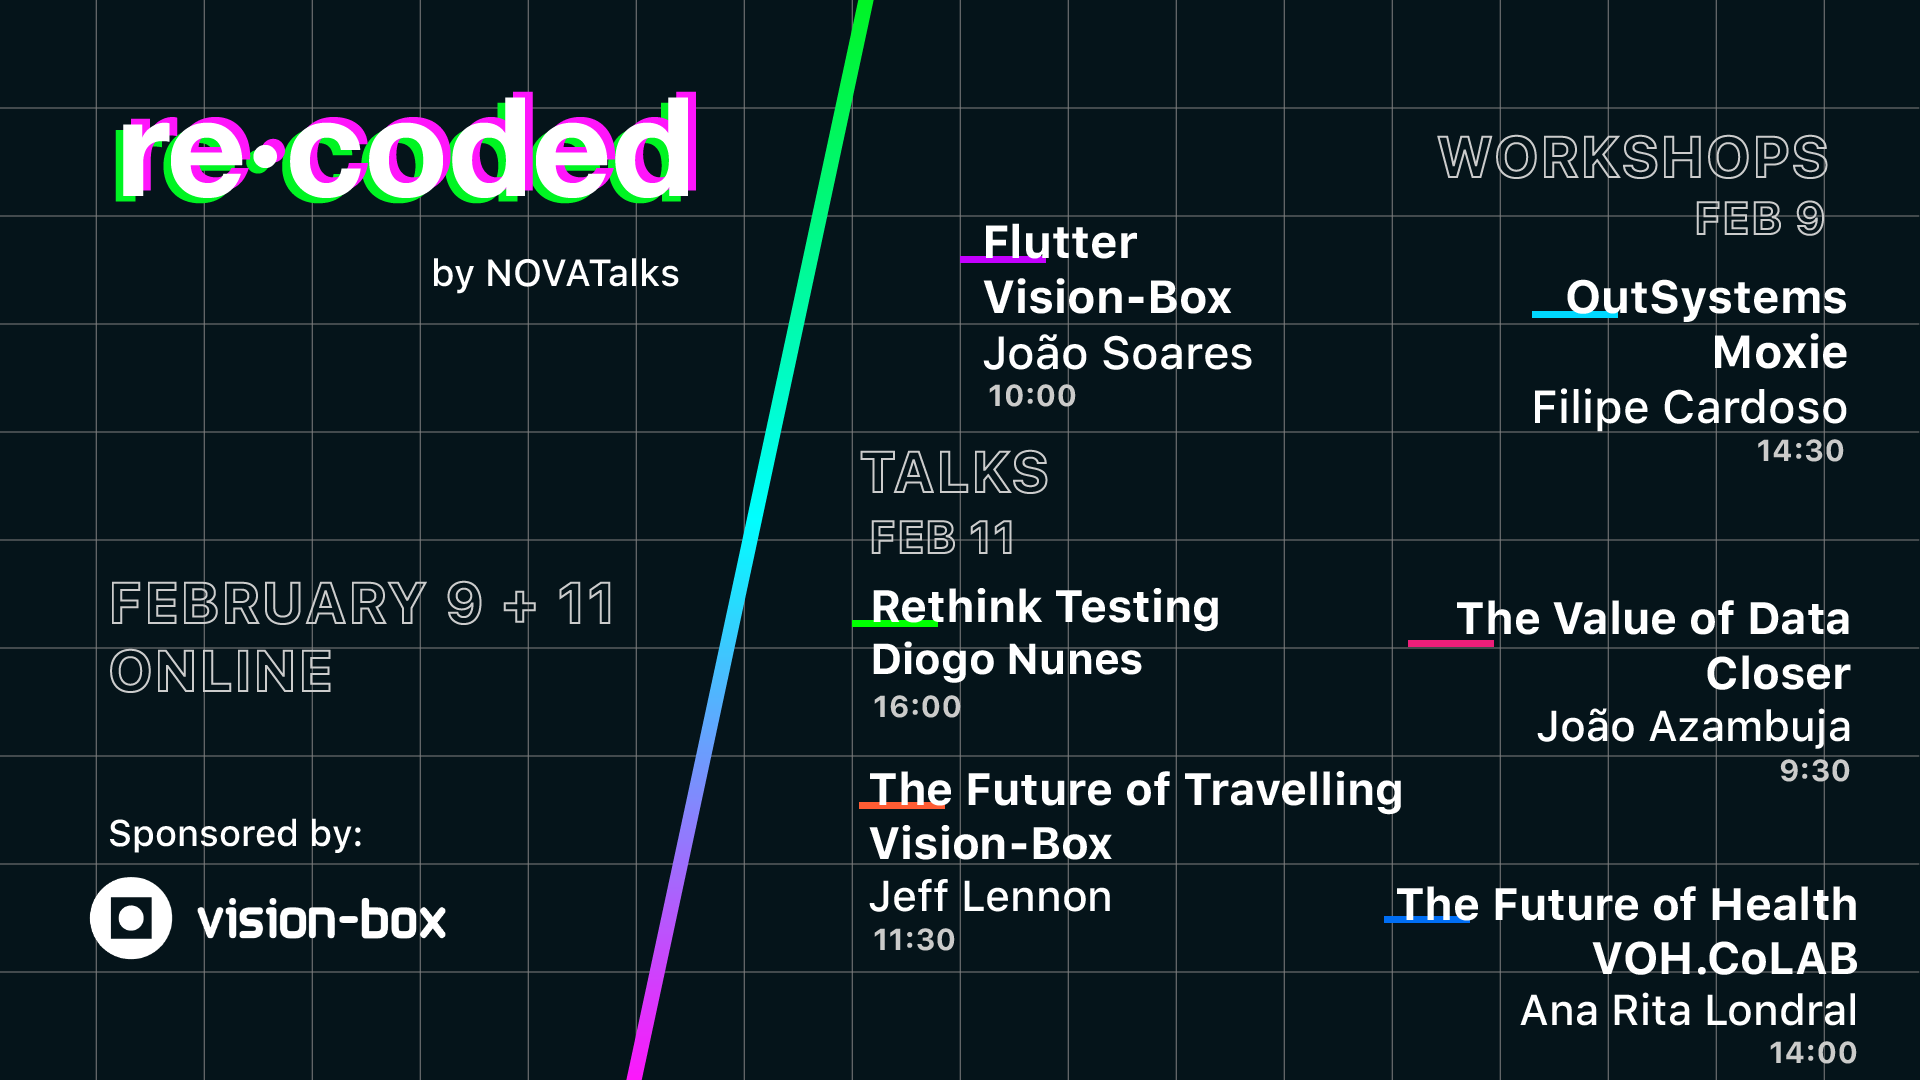 re·coded
by NOVATalks
FEBRUARY 9 + 11
ONLINE
Sponsored by:
vision-box
WORKSHOPS
FEB 9
Flutter
Vision-Box
João Soares
10:00
OutSystems
Moxie
Filipe Cardoso
14:30
TALKS
FEB 11
Rethink Testing
Diogo Nunes
16:00
The Value of Data
Closer
João Azambuja
9:30
The Future of Travelling
Vision-Box
Jeff Lennon
11:30
The Future of Health
VOH.CoLAB
Ana Rita Londral
14:00